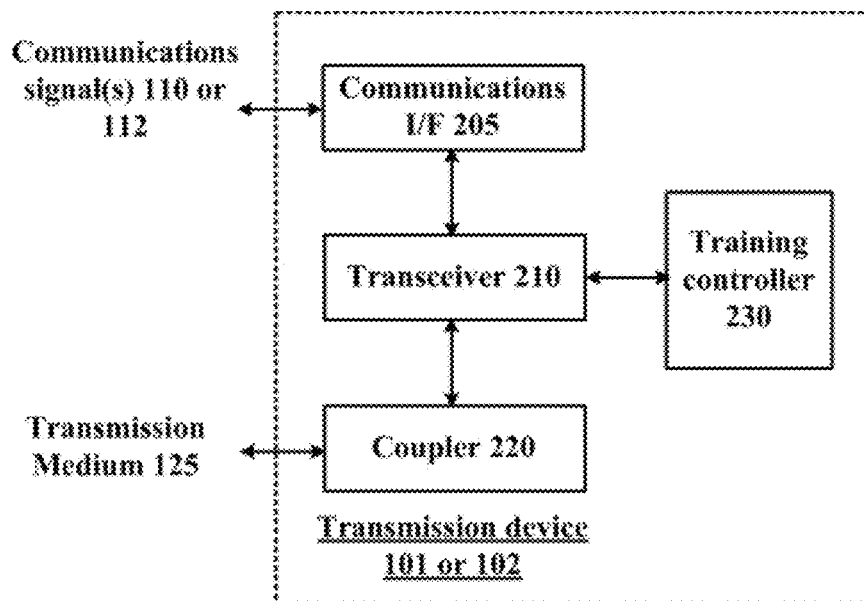 Communications
signal(s) 110 or
112
Communications
I/F 205
Transceiver 210
Training
controller
230
Transmission
Medium 125
Coupler 220
Transmission device
101 or 102